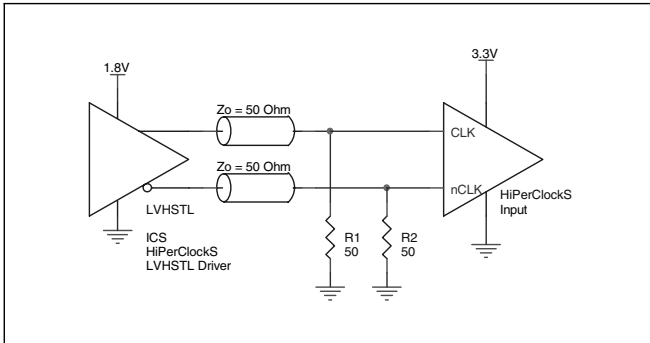 1.8V
3.3V
Zo = 50 Ohm
CLK
Zo = 50 Ohm
nCLK
HiPerClockS
Input
LVHSTL
ICS
HiPerClockS
LVHSTL Driver
R1
50
R2
50